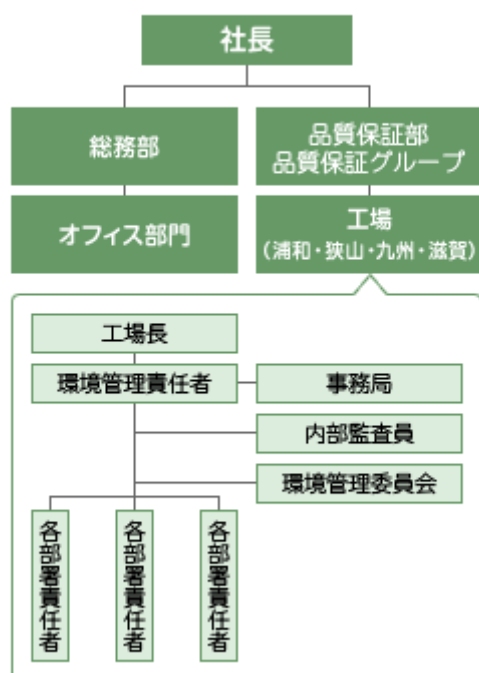 社長
総務部
品質保証部
品質保証グループ
オフィス部門
工場
(浦和・狭山・九州・滋賀)
工場長
環境管理責任者
事務局
内部監査員
環境管理委員会
各部署責任者
各部署責任者
各部署責任者